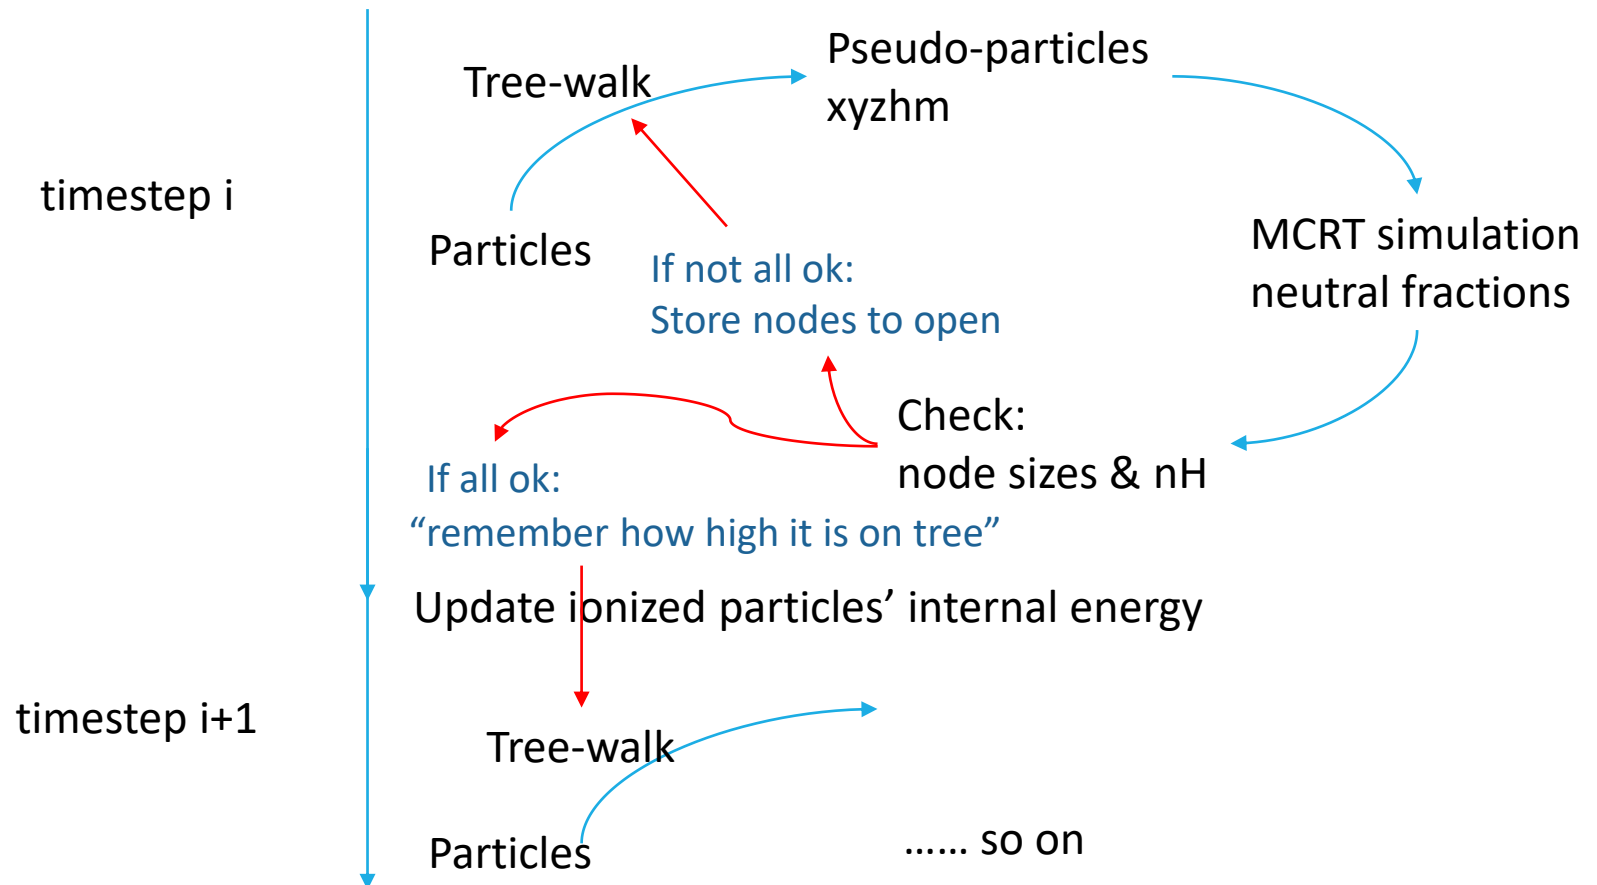 Tree-walk
Pseudo-particles
xyzhm
timestep i
Particles
MCRT simulation
neutral fractions
If not all ok:
Store nodes to open
Check:
node sizes & nH
If all ok:
“remember how high it is on tree”
Update ionized particles’ internal energy
timestep i+1
Tree-walk
Particles
...... so on